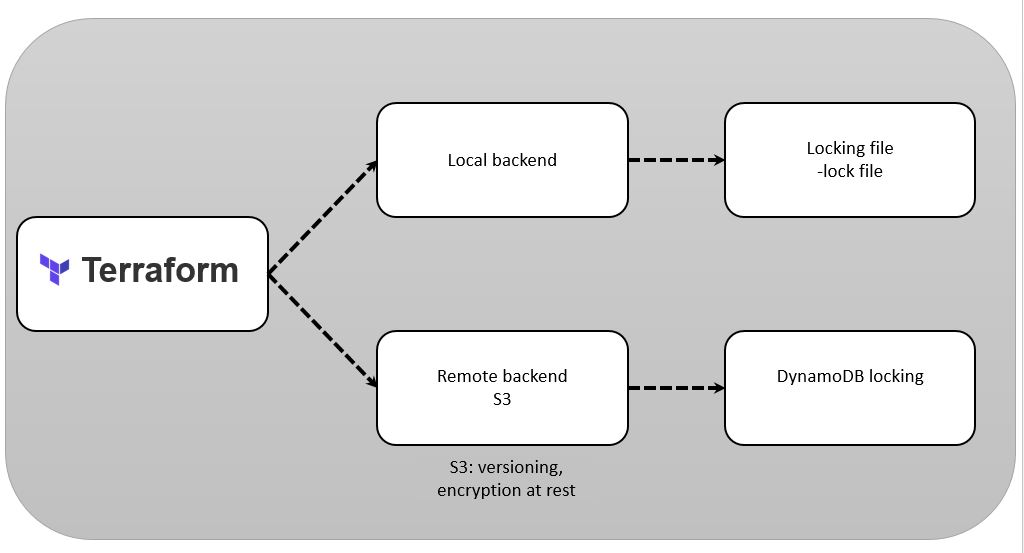 Terraform
Local backend
Locking file
-lock file
Remote backend
S3
DynamoDB locking
S3: versioning,
encryption at rest